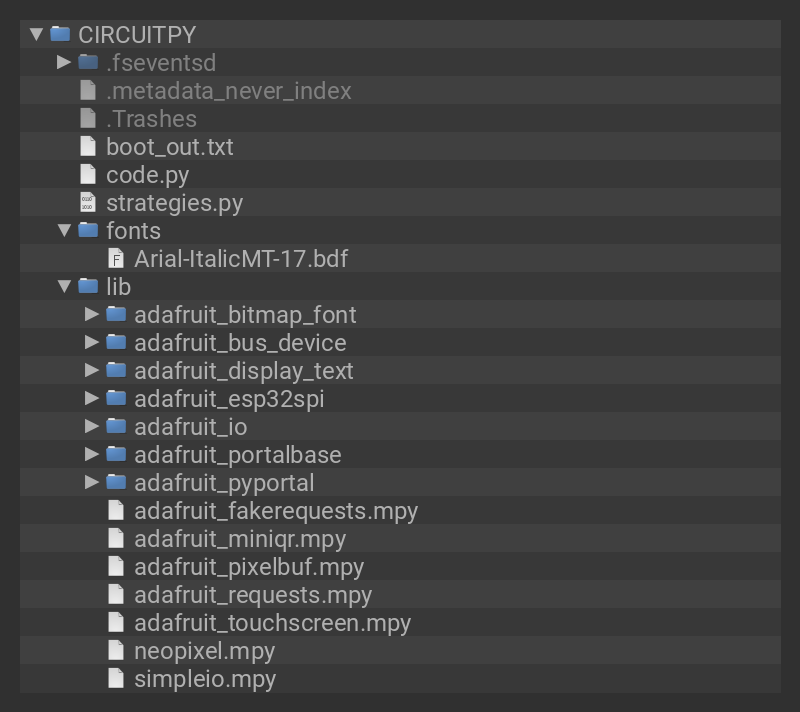 CIRCUITPY
.fseventsd
.metadata_never_index
.Trashes
boot_out.txt
code.py
strategies.py
fonts
Arial-ItalicMT-17.bdf
lib
adafruit_bitmap_font
adafruit_bus_device
adafruit_display_text
adafruit_esp32spi
adafruit_io
adafruit_portalbase
adafruit_pyportal
adafruit_fakerequests.mpy
adafruit_miniqr.mpy
adafruit_pixelbuf.mpy
adafruit_requests.mpy
adafruit_touchscreen.mpy
neopixel.mpy
simpleio.mpy